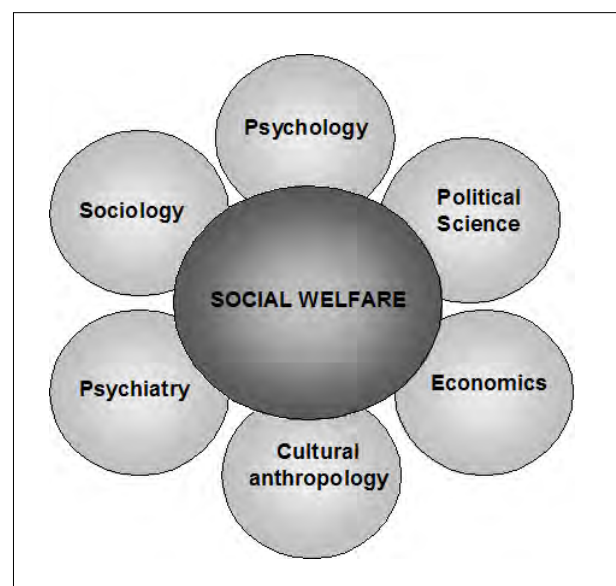 Psychology
Sociology
Political
Science
SOCIAL WELFARE
Psychiatry
Economics
Cultural
anthropology